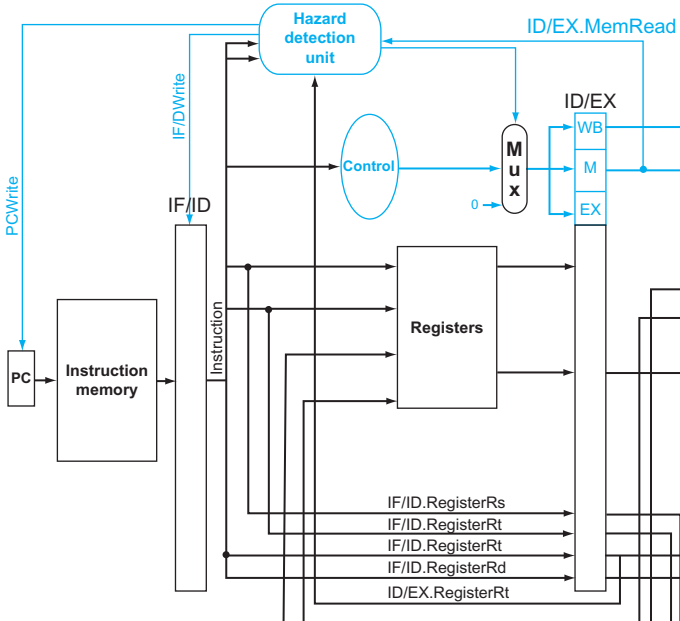 Hazard
detection
unit
ID/EX.MemRead
IF/DWrite
PCWrite
ID/EX
WB
M
EX
Control
M
u
x
0
IF/ID
Instruction
Registers
PC
Instruction
memory
IF/ID.RegisterRs
IF/ID.RegisterRt
IF/ID.RegisterRt
IF/ID.RegisterRd
ID/EX.RegisterRt